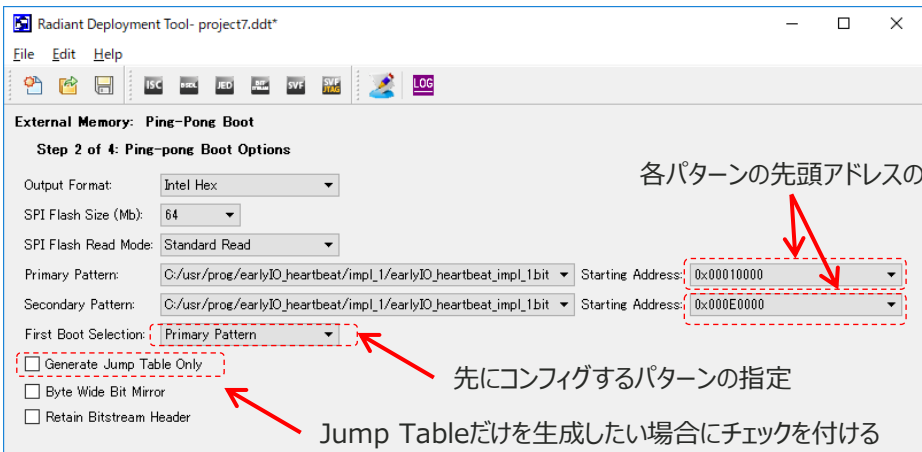 Radiant Deployment Tool- project7.ddt*
File Edit Help
ISC BSDL JED BIT STREAM SVF SVF JTAG LOG
External Memory: Ping-Pong Boot
Step 2 of 4: Ping-pong Boot Options
各パターンの先頭アドレスの
Output Format: Intel Hex
SPI Flash Size (Mb): 64
SPI Flash Read Mode: Standard Read
Primary Pattern: C:/usr/prog/earlyIO_heartbeat/impl_1/earlyIO_heartbeat_impl_1bit Starting Address: 0x00010000
Secondary Pattern: C:/usr/prog/earlyIO_heartbeat/impl_1/earlyIO_heartbeat_impl_1bit Starting Address: 0x000E0000
First Boot Selection: Primary Pattern
Generate Jump Table Only
先にコンフィグするパターンの指定
Byte Wide Bit Mirror
Retain Bitstream Header
Jump Tableだけを生成したい場合にチェックを付ける